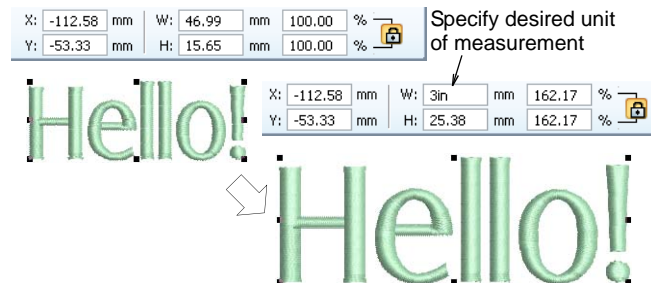 X: -112.58 mm W: 46.99 mm 100.00 %
Y: -53.33 mm H: 15.65 mm 100.00 %
Specify desired unit
of measurement
Hello!
X: -112.58 mm W: 3in mm 162.17 %
Y: -53.33 mm H: 25.38 mm 162.17 %
Hello!